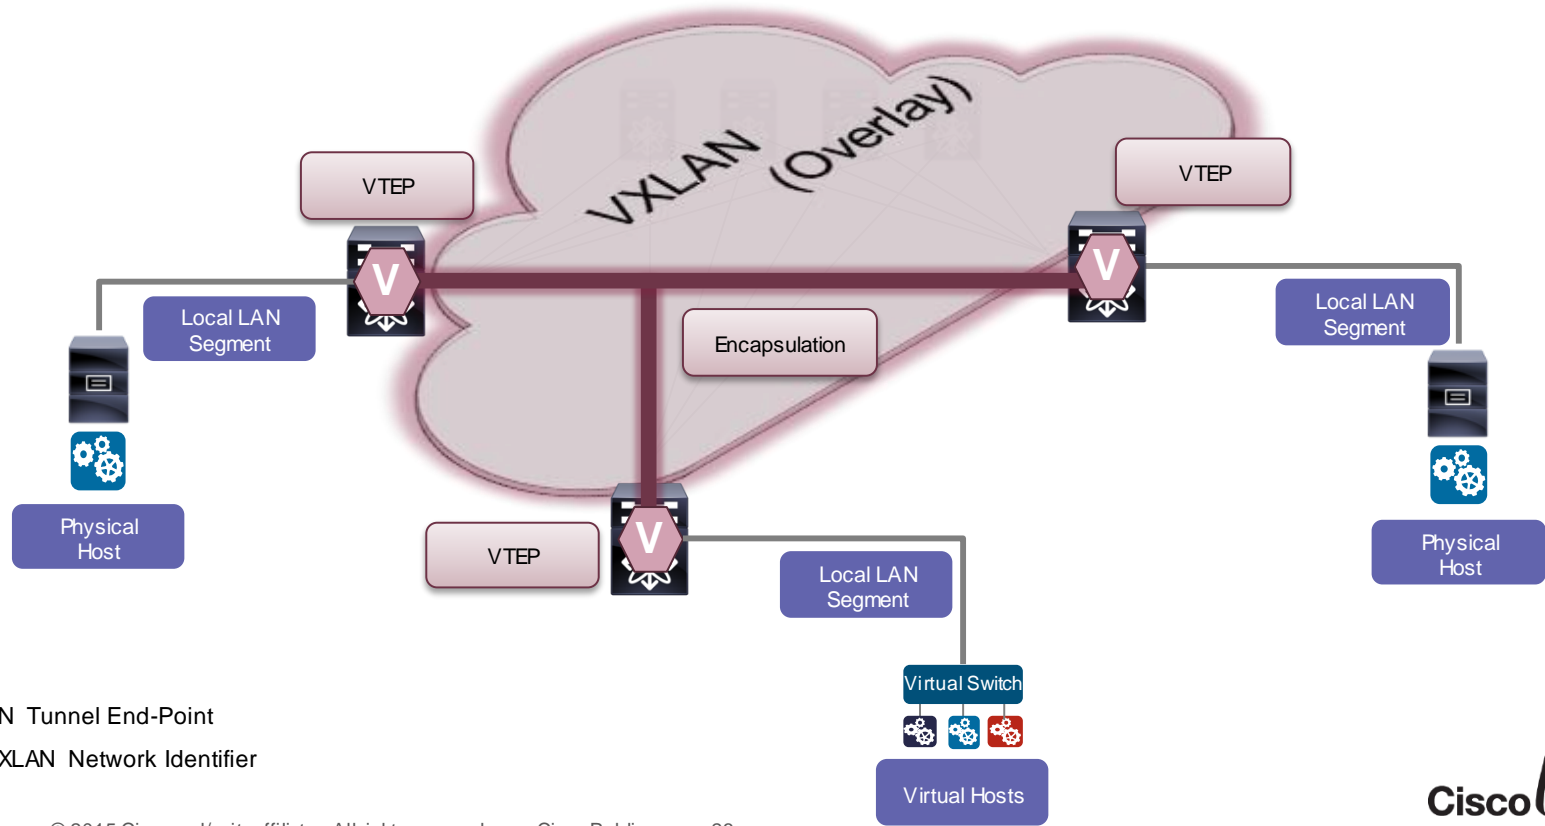 VXLAN
(Overlay)
VTEP
VTEP
V
V
Local LAN
Segment
Local LAN
Segment
Encapsulation
Physical
Host
V
VTEP
Physical
Host
Local LAN
Segment
Virtual Switch
N Tunnel End-Point
XLAN Network Identifier
Virtual Hosts
Cisco